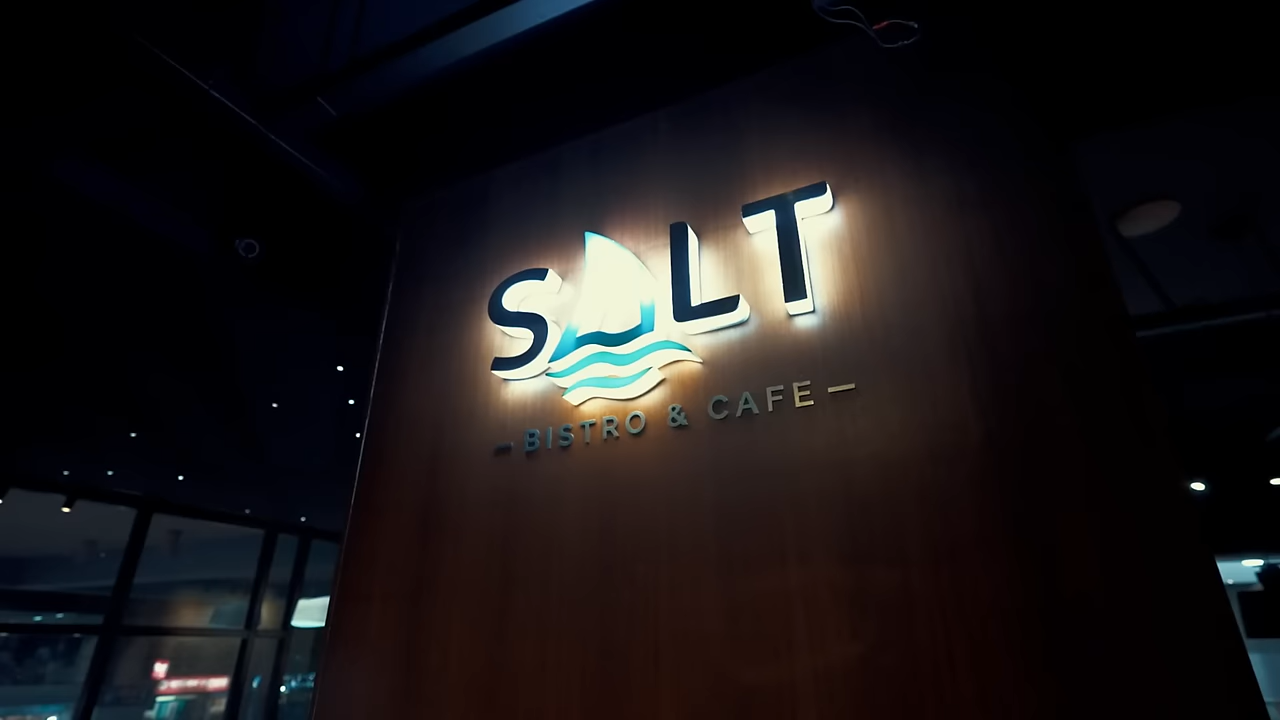 SALT
— BISTRO & CAFE —